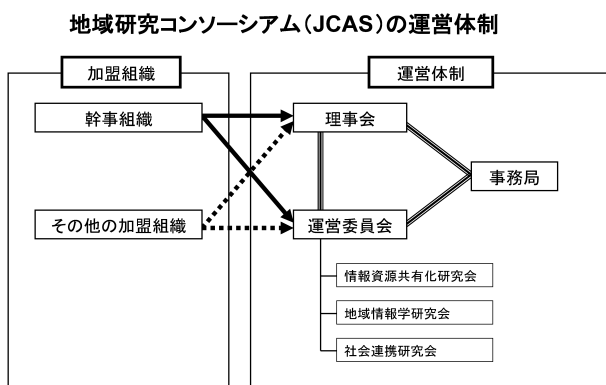 地域研究コンソーシアム(JCAS)の運営体制
加盟組織
運営体制
幹事組織
理事会
事務局
その他の加盟組織
運営委員会
情報資源共有化研究会
地域情報学研究会
社会連携研究会